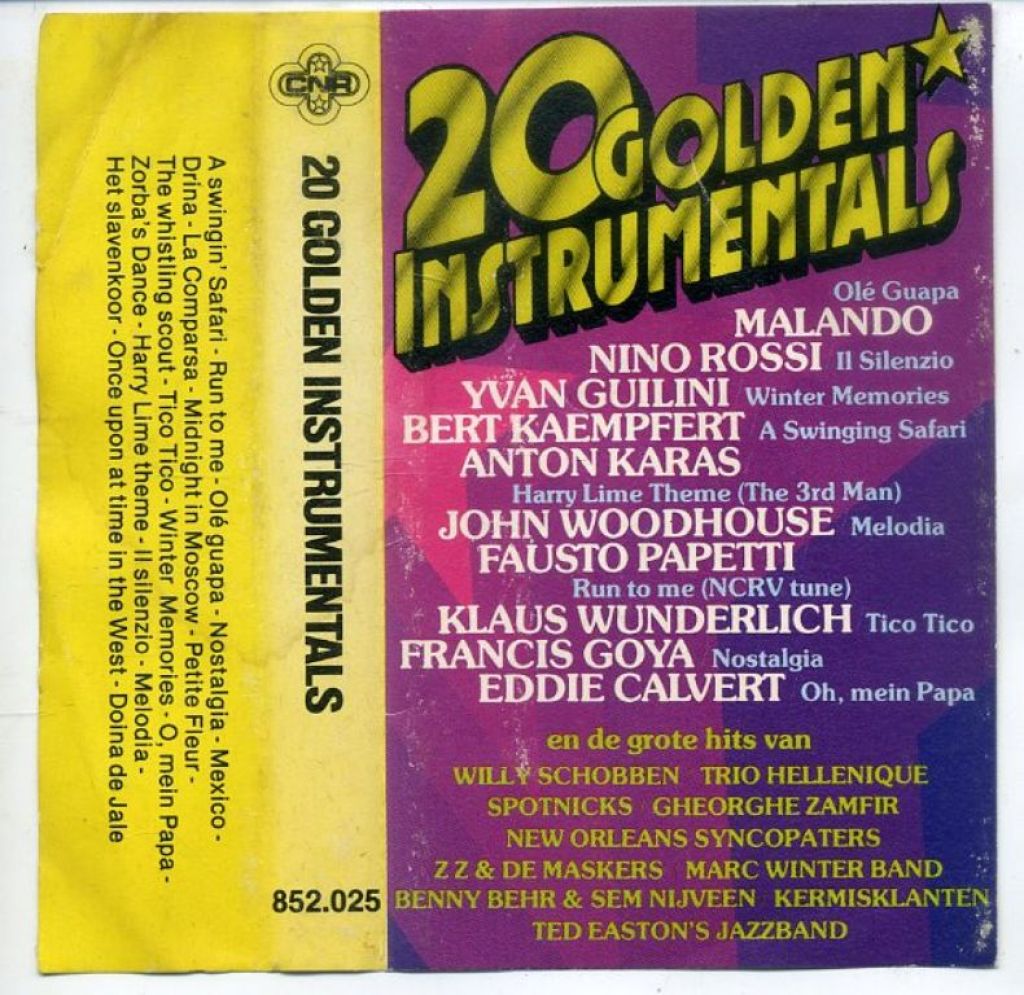 A swingin' Safari - Run to me - Olé guapa - Nostalgia - Mexico -
Drina - La Comparsa - Midnight in Moscow - Petite Fleur -
The whistling scout - Tico Tico - Winter Memories - O, mein Papa -
Zorba's Dance - Harry Lime theme - Il silenzio - Melodia -
Het slavenkoor - Once upon at time in the West - Doina de Jale
CNR
20 GOLDEN INSTRUMENTALS
852.025
20 GOLDEN
INSTRUMENTALS
Olé Guapa
MALANDO
NINO ROSSI Il Silenzio
YVAN GUILINI Winter Memories
BERT KAEMPFERT A Swinging Safari
ANTON KARAS
Harry Lime Theme (The 3rd Man)
JOHN WOODHOUSE Melodia
FAUSTO PAPETTI
Run to me (NCRV tune)
KLAUS WUNDERLICH Tico Tico
FRANCIS GOYA Nostalgia
EDDIE CALVERT Oh, mein Papa
en de grote hits van
WILLY SCHOBBEN TRIO HELLENIQUE
SPOTNICKS GHEORGHE ZAMFIR
NEW ORLEANS SYNCOPATERS
Z Z & DE MASKERS MARC WINTER BAND
BENNY BEHR & SEM NIJVEEN KERMISKLANTEN
TED EASTON'S JAZZBAND